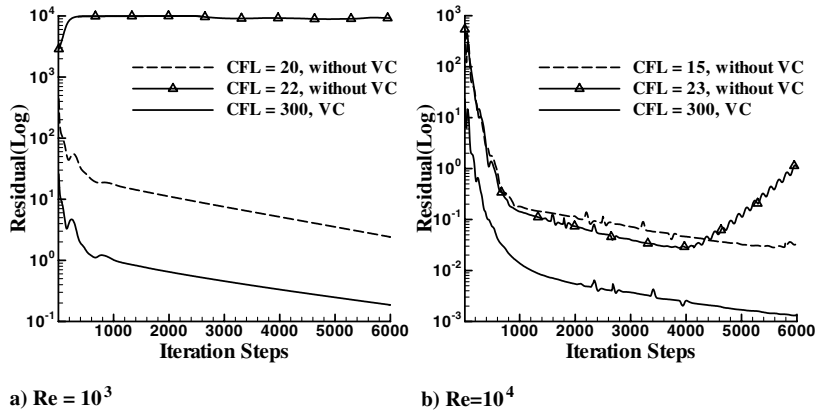 10^4
10^3
10^2
10^1
10^0
10^-1
Residual(Log)
CFL = 20, without VC
CFL = 22, without VC
CFL = 300, VC
1000 2000 3000 4000 5000 6000
Iteration Steps
a) Re = 10^3
10^3
10^2
10^1
10^0
10^-1
10^-2
10^-3
Residual(Log)
CFL = 15, without VC
CFL = 23, without VC
CFL = 300, VC
0 1000 2000 3000 4000 5000 6000
Iteration Steps
b) Re=10^4